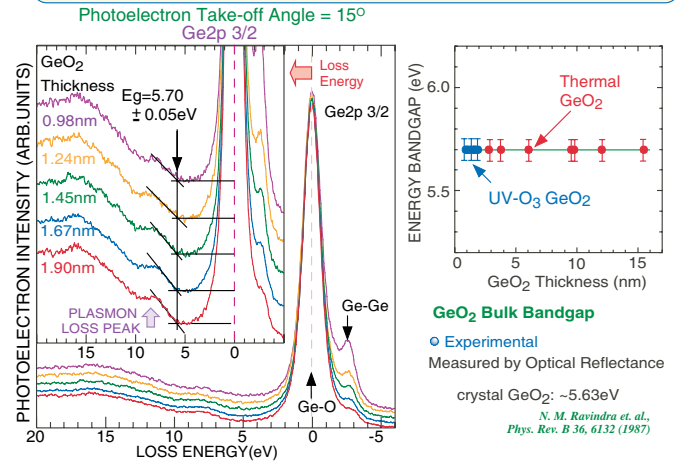 Photoelectron Take-off Angle = 15°
Ge2p 3/2
GeO2
Thickness
0.98nm
1.24nm
1.45nm
1.67nm
1.90nm
Eg=5.70
± 0.05eV
Loss
Energy
Ge2p 3/2
PLASMON
LOSS PEAK
15 10 5 0
Ge-Ge
Ge-O
20 15 10 5 0 -5
LOSS ENERGY(eV)
PHOTOELECTRON INTENSITY (ARB.UNITS)
6.2
5.7
5.2
ENERGY BANDGAP (eV)
Thermal
GeO2
UV-O3 GeO2
0 5 10 15
GeO2 Thickness (nm)
GeO2 Bulk Bandgap
Experimental
Measured by Optical Reflectance
crystal GeO2: ~5.63eV
N. M. Ravindra et al.,
Phys. Rev. B 36, 6132 (1987)